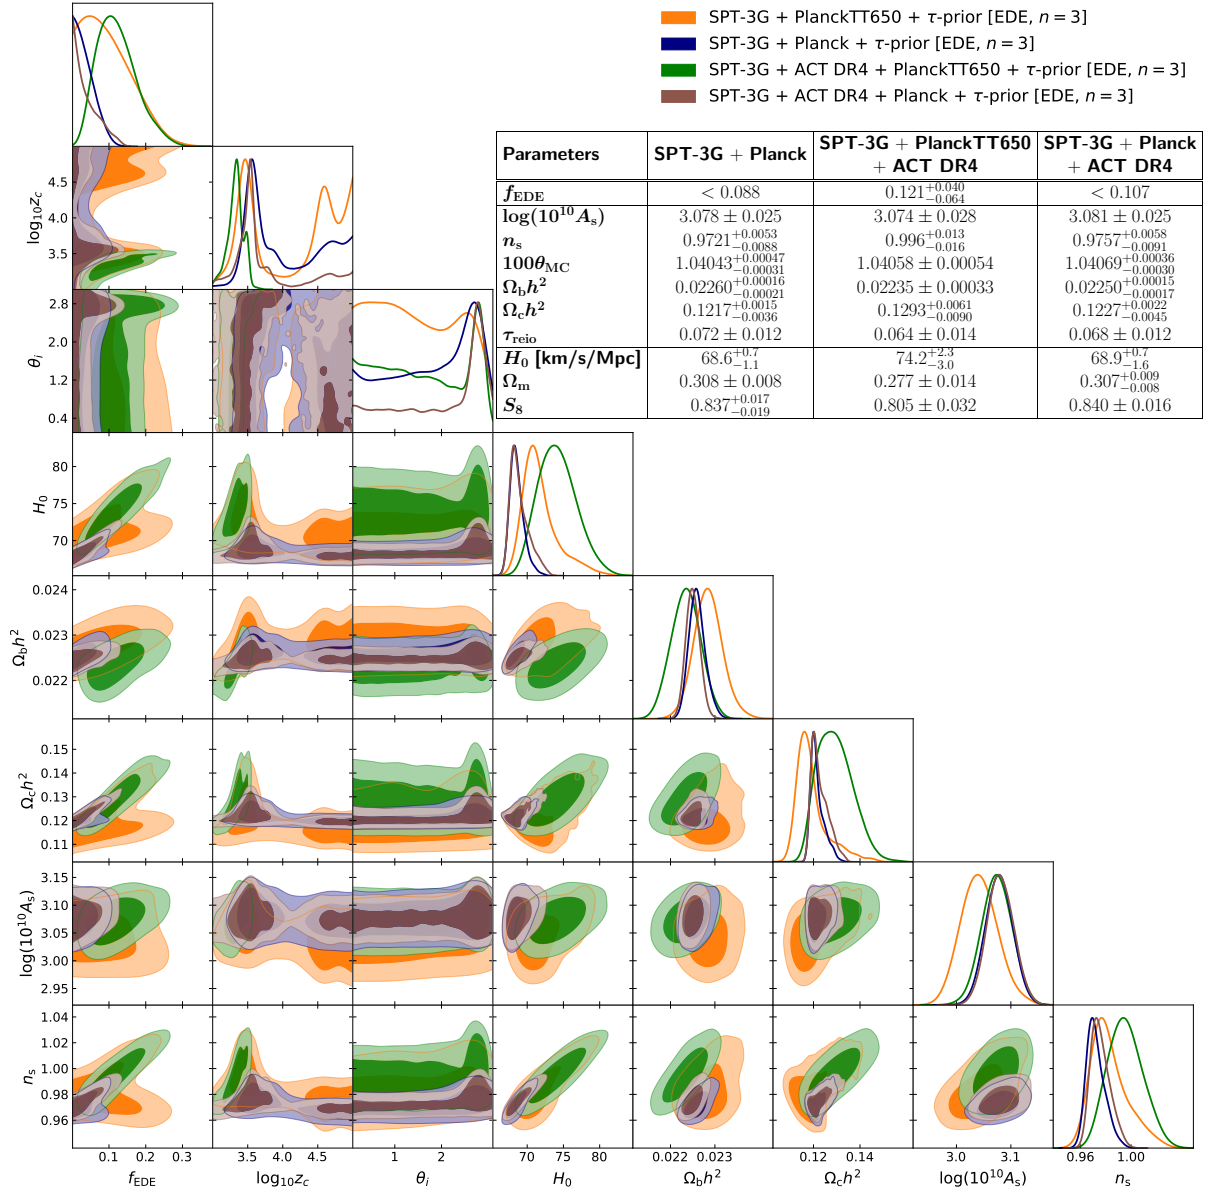 SPT-3G + PlanckTT650 + τ-prior [EDE, n = 3]
SPT-3G + Planck + τ-prior [EDE, n = 3]
SPT-3G + ACT DR4 + PlanckTT650 + τ-prior [EDE, n = 3]
SPT-3G + ACT DR4 + Planck + τ-prior [EDE, n = 3]
Parameters SPT-3G + Planck SPT-3G + PlanckTT650 + ACT DR4 SPT-3G + Planck + ACT DR4
f_EDE < 0.088 0.121^{+0.040}_{-0.064} < 0.107
log(10^{10}A_s) 3.078 ± 0.025 3.074 ± 0.028 3.081 ± 0.025
n_s 0.9721^{+0.0053}_{-0.0088} 0.996^{+0.013}_{-0.016} 0.9757^{+0.0058}_{-0.0091}
100θ_MC 1.04043^{+0.00047}_{-0.00031} 1.04058 ± 0.00054 1.04069^{+0.00036}_{-0.00030}
Ω_b h² 0.02260^{+0.00016}_{-0.00021} 0.02235 ± 0.00033 0.02250^{+0.00015}_{-0.00017}
Ω_c h² 0.1217^{+0.0015}_{-0.0036} 0.1293^{+0.0061}_{-0.0090} 0.1227^{+0.0022}_{-0.0045}
τ_reio 0.072 ± 0.012 0.064 ± 0.014 0.068 ± 0.012
H_0 [km/s/Mpc] 68.6^{+0.7}_{-1.1} 74.2^{+2.3}_{-3.0} 68.9^{+0.7}_{-1.6}
Ω_m 0.308 ± 0.008 0.277 ± 0.014 0.307^{+0.009}_{-0.008}
S_8 0.837^{+0.017}_{-0.019} 0.805 ± 0.032 0.840 ± 0.016
log₁₀z_c
4.5
4.0
3.5
θ_i
2.8
2.0
1.2
0.4
H_0
80
75
70
Ω_b h²
0.024
0.023
0.022
Ω_c h²
0.15
0.14
0.13
0.12
0.11
log(10^{10}A_s)
3.15
3.10
3.05
3.00
2.95
n_s
1.04
1.02
1.00
0.98
0.96
0.1 0.2 0.3
f_EDE
3.5 4.0 4.5
log₁₀z_c
1 2
θ_i
70 75 80
H_0
0.022 0.023
Ω_b h²
0.12 0.14
Ω_c h²
3.0 3.1
log(10^{10}A_s)
0.96 1.00
n_s